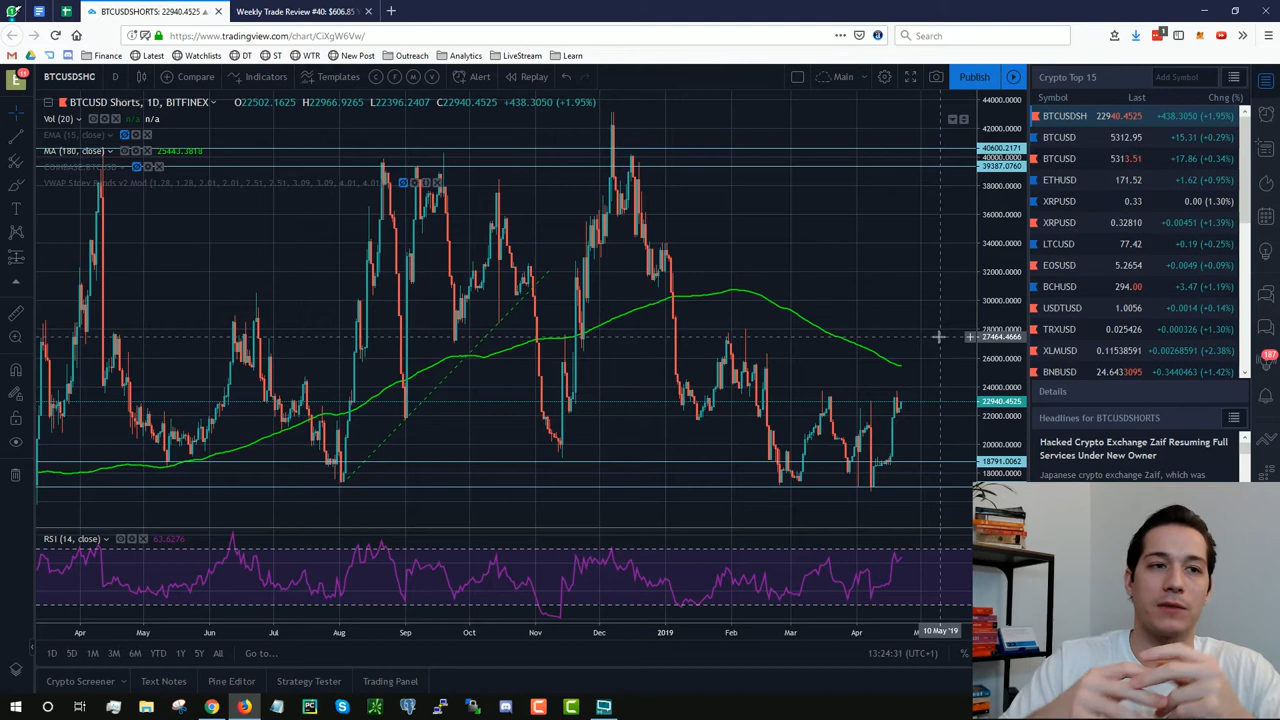 BTCUSDSHORTS: 22940.4525
Weekly Trade Review #40: $606.85
https://www.tradingview.com/chart/CiXgW6Vw/
Search
Finance
Latest
Watchlists
DT
ST
WTR
New Post
Outreach
LiveStream
Analytics
Learn
11
BTCUSDSHC
D
Compare
Indicators
Templates
C
F
M
V
Alert
Replay
Main
Publish
BTCUSD Shorts, 1D, BITFINEX
O22502.1625 H22966.9265 L22396.2407 C22940.4525 +438.3050 (+1.95%)
Vol (20)
n/a n/a
EMA (15, close)
MA (180, close)
25443.3818
44000.0000
42000.0000
40600.2171
40000.0000
39387.0760
38000.0000
36000.0000
34000.0000
32000.0000
30000.0000
28000.0000
27464.4666
26000.0000
24000.0000
22940.4525
22000.0000
20000.0000
18791.0062
18000.0000
RSI (14, close)
63.6276
Apr
May
Jun
Jul
Aug
Sep
Oct
Nov
Dec
2019
Feb
Mar
Apr
10 May '19
1D
5D
1M
3M
6M
YTD
1Y
5Y
All
Go to...
13:24:31 (UTC+1)
%
Crypto Screener
Text Notes
Pine Editor
Strategy Tester
Trading Panel
Crypto Top 15
Add Symbol
Symbol Last Chng (%)
BTCUSDSH 22940.4525 +438.3050 (+1.95%)
BTCUSD 5312.95 +15.31 (+0.29%)
BTCUSD 5313.51 +17.86 (+0.34%)
ETHUSD 171.52 +1.62 (+0.95%)
XRPUSD 0.33 0.00 (1.30%)
XRPUSD 0.32810 +0.00451 (+1.39%)
LTCUSD 77.42 +0.19 (+0.25%)
EOSUSD 5.2654 +0.0049 (+0.09%)
BCHUSD 294.00 +3.47 (+1.19%)
USDTUSD 1.0056 +0.0014 (+0.14%)
TRXUSD 0.025426 +0.000326 (+1.30%)
XLMUSD 0.11538591 +0.00268591 (+2.38%)
BNBUSD 24.6433095 +0.3440463 (+1.42%)
Details
Headlines for BTCUSDSHORTS
Hacked Crypto Exchange Zaif Resuming Full
Services Under New Owner
Japanese crypto exchange Zaif, which was
187